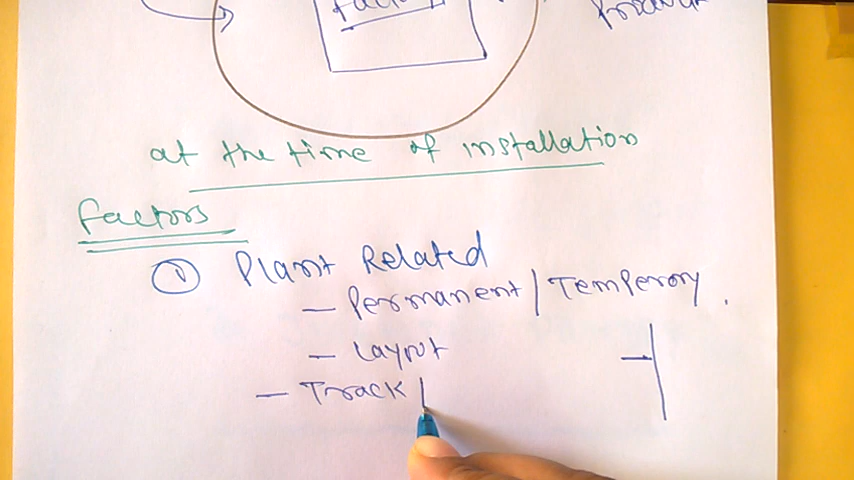 at the time of installation
Factors
① Plant Related
— Permanent / Temperory.
— Layout
— Track |